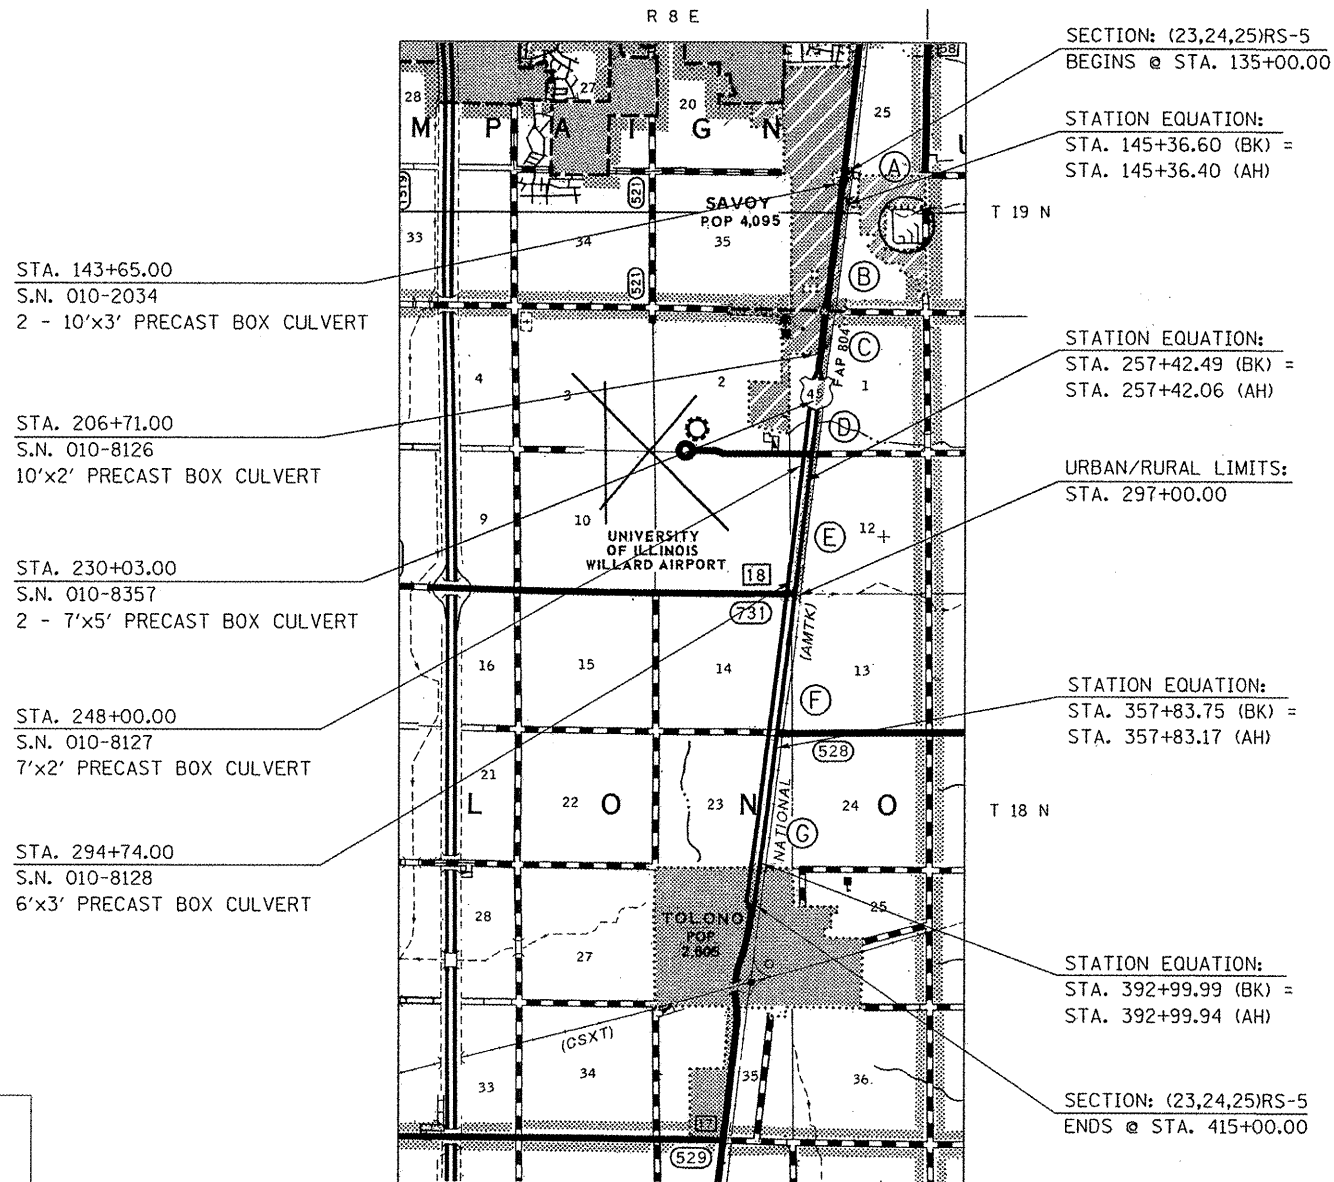 R 8 E
SECTION: (23,24,25)RS-5
BEGINS @ STA. 135+00.00
STATION EQUATION:
STA. 145+36.60 (BK) =
STA. 145+36.40 (AH)
T 19 N
STATION EQUATION:
STA. 257+42.49 (BK) =
STA. 257+42.06 (AH)
URBAN/RURAL LIMITS:
STA. 297+00.00
STATION EQUATION:
STA. 357+83.75 (BK) =
STA. 357+83.17 (AH)
T 18 N
STATION EQUATION:
STA. 392+99.99 (BK) =
STA. 392+99.94 (AH)
SECTION: (23,24,25)RS-5
ENDS @ STA. 415+00.00
STA. 143+65.00
S.N. 010-2034
2 - 10'x3' PRECAST BOX CULVERT
STA. 206+71.00
S.N. 010-8126
10'x2' PRECAST BOX CULVERT
STA. 230+03.00
S.N. 010-8357
2 - 7'x5' PRECAST BOX CULVERT
STA. 248+00.00
S.N. 010-8127
7'x2' PRECAST BOX CULVERT
STA. 294+74.00
S.N. 010-8128
6'x3' PRECAST BOX CULVERT
28
27
20
25
M P A I G N
A
521
SAVOY
POP 4,095
33
34
35
521
B
C
FAP 804
4
3
2
1
D
9
10
E
12
UNIVERSITY
OF ILLINOIS
WILLARD AIRPORT
18
731
(AMTK)
16
15
14
13
F
528
21
22
23
24
L O N O
NATIONAL
G
TOLONO
POP
2,605
28
27
25
(CSXT)
33
34
35
36
17
529